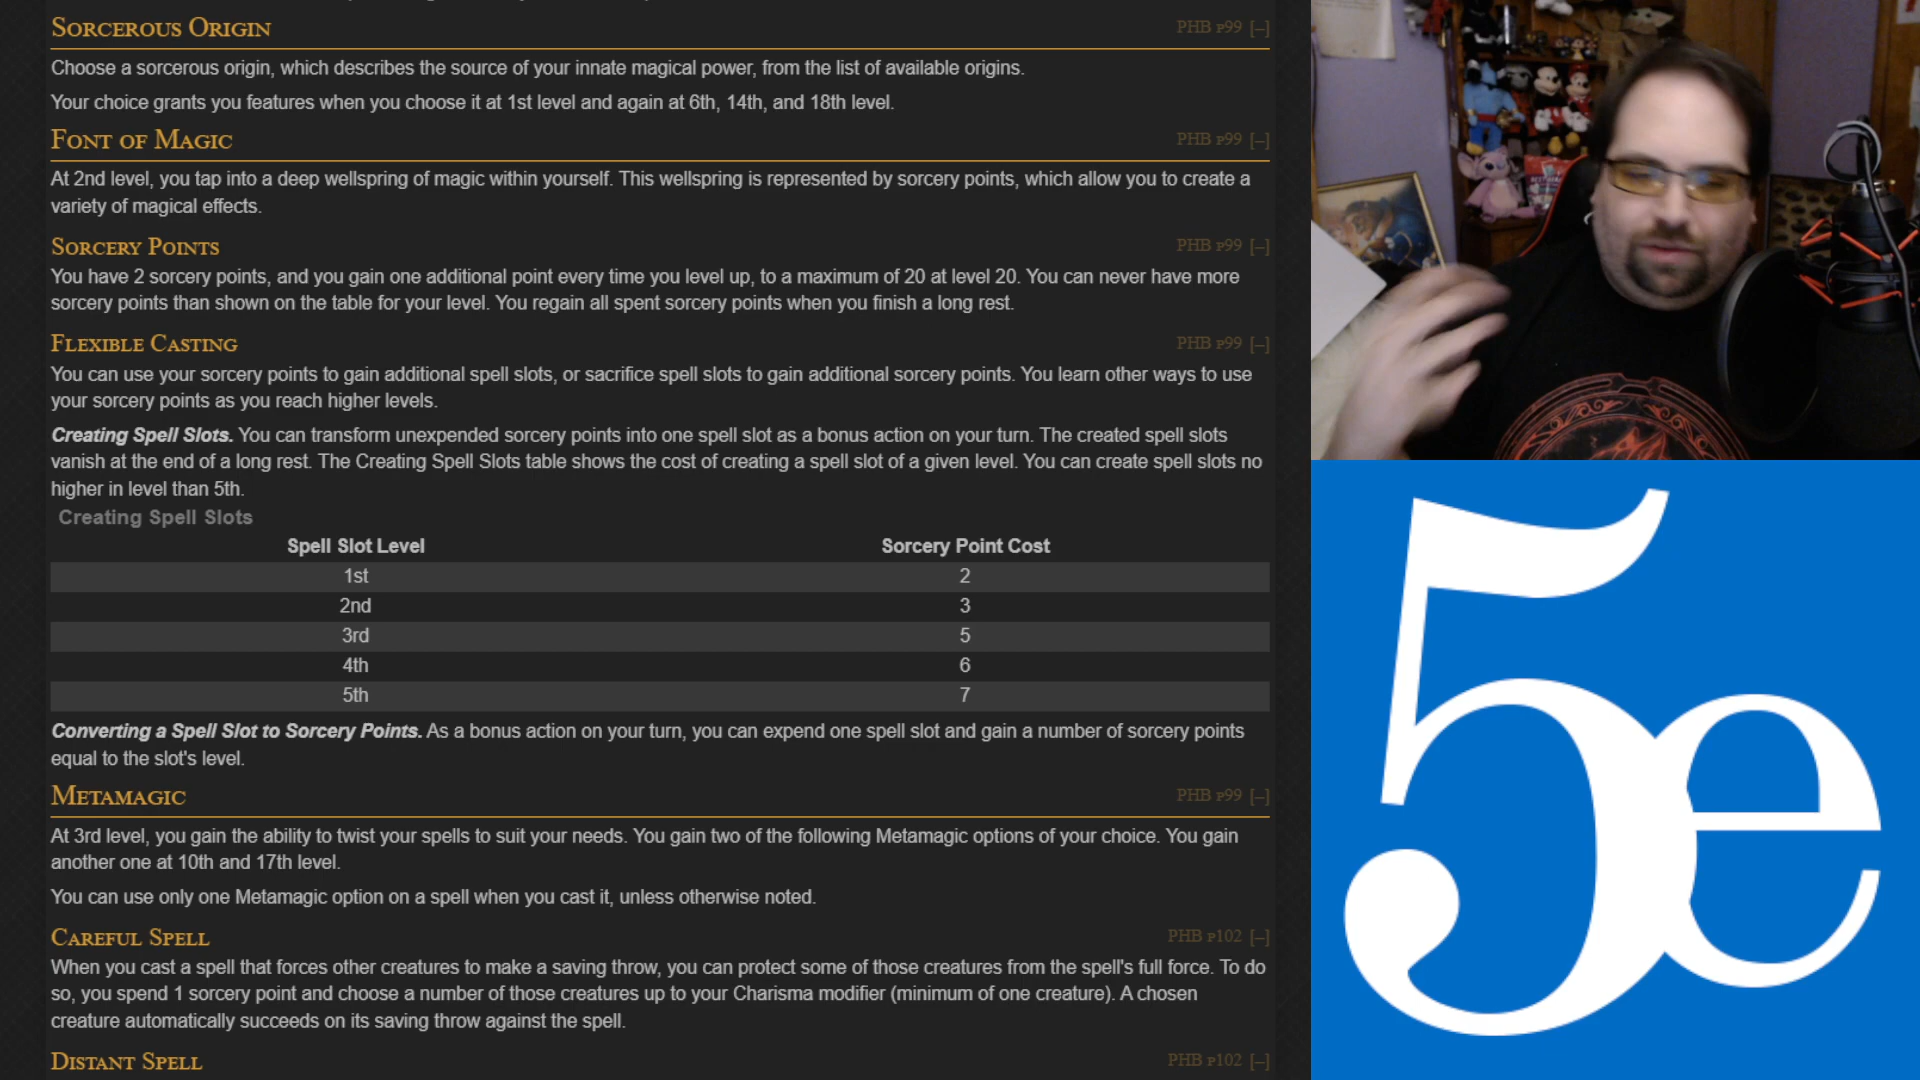 SORCEROUS ORIGIN PHB P99 [–]
Choose a sorcerous origin, which describes the source of your innate magical power, from the list of available origins.
Your choice grants you features when you choose it at 1st level and again at 6th, 14th, and 18th level.
FONT OF MAGIC PHB P99 [–]
At 2nd level, you tap into a deep wellspring of magic within yourself. This wellspring is represented by sorcery points, which allow you to create a
variety of magical effects.
SORCERY POINTS PHB P99 [–]
You have 2 sorcery points, and you gain one additional point every time you level up, to a maximum of 20 at level 20. You can never have more
sorcery points than shown on the table for your level. You regain all spent sorcery points when you finish a long rest.
FLEXIBLE CASTING PHB P99 [–]
You can use your sorcery points to gain additional spell slots, or sacrifice spell slots to gain additional sorcery points. You learn other ways to use
your sorcery points as you reach higher levels.
Creating Spell Slots. You can transform unexpended sorcery points into one spell slot as a bonus action on your turn. The created spell slots
vanish at the end of a long rest. The Creating Spell Slots table shows the cost of creating a spell slot of a given level. You can create spell slots no
higher in level than 5th.
Creating Spell Slots
Spell Slot Level Sorcery Point Cost
1st 2
2nd 3
3rd 5
4th 6
5th 7
Converting a Spell Slot to Sorcery Points. As a bonus action on your turn, you can expend one spell slot and gain a number of sorcery points
equal to the slot's level.
METAMAGIC PHB P99 [–]
At 3rd level, you gain the ability to twist your spells to suit your needs. You gain two of the following Metamagic options of your choice. You gain
another one at 10th and 17th level.
You can use only one Metamagic option on a spell when you cast it, unless otherwise noted.
CAREFUL SPELL PHB P102 [–]
When you cast a spell that forces other creatures to make a saving throw, you can protect some of those creatures from the spell's full force. To do
so, you spend 1 sorcery point and choose a number of those creatures up to your Charisma modifier (minimum of one creature). A chosen
creature automatically succeeds on its saving throw against the spell.
DISTANT SPELL PHB P102 [–]
5e